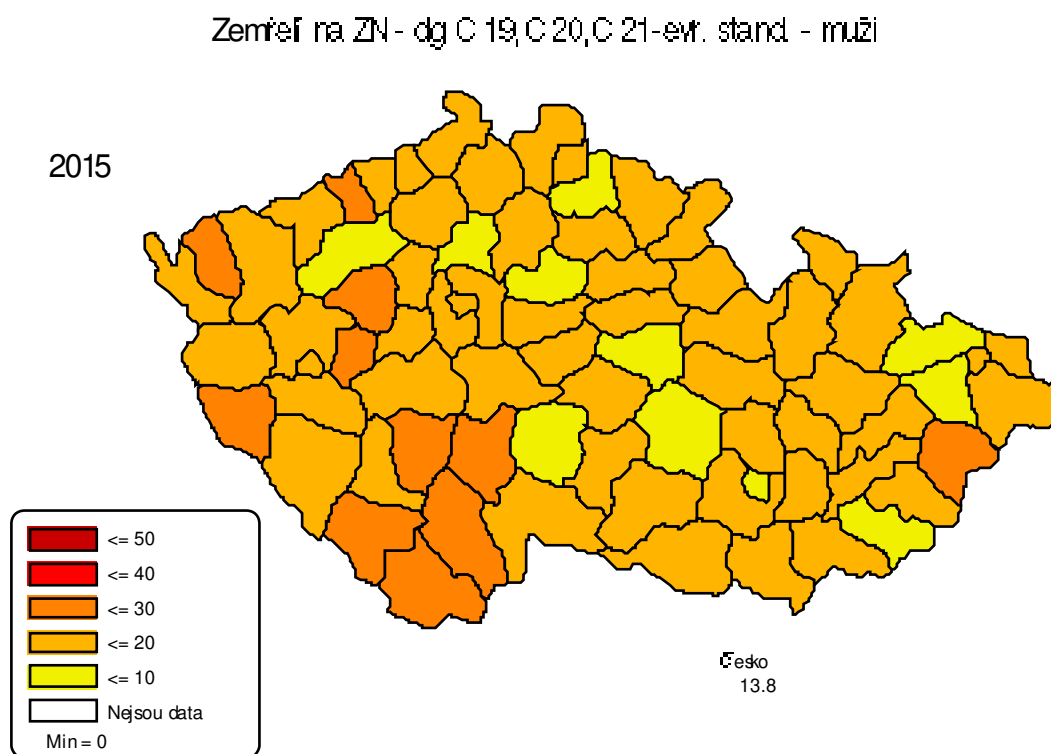 Zemřelí na ZN - dg C 19, C 20, C 21 - evr. stand. - muži
2015
<= 50
<= 40
<= 30
<= 20
<= 10
Nejsou data
Min = 0
Česko
13.8